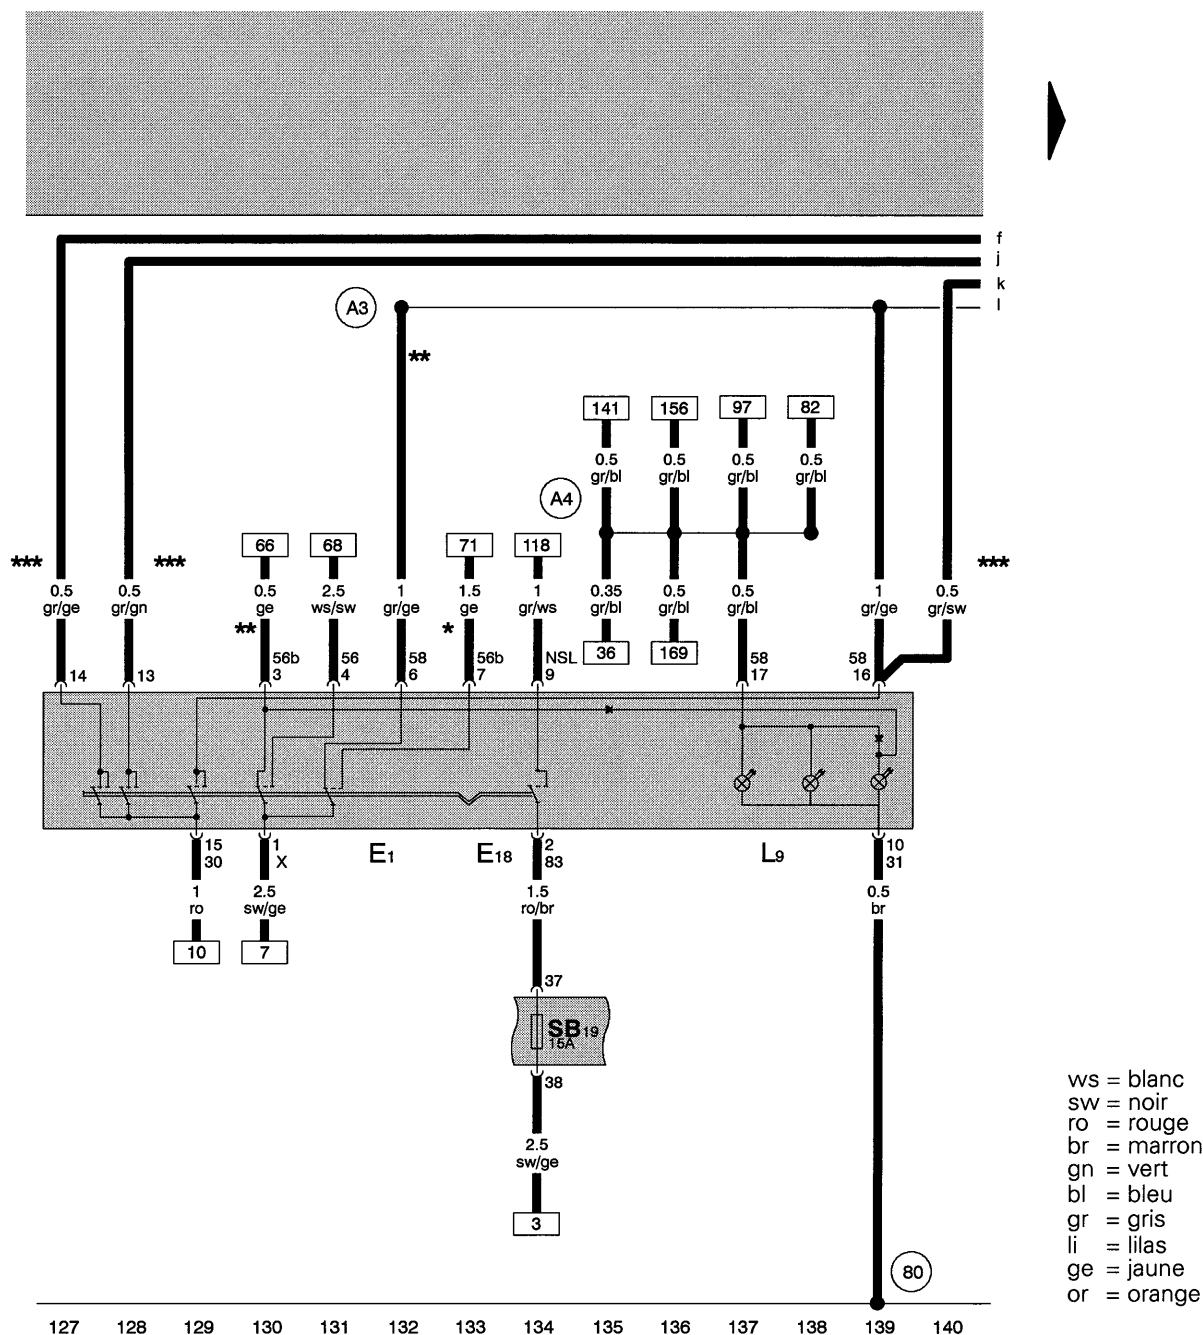 f
j
k
l
A3
**
141 156 97 82
0.5 0.5 0.5 0.5
gr/bl gr/bl gr/bl gr/bl
A4
66 68 71 118
*** *** ***
0.5 0.5 0.5 2.5 1 1.5 1 0.35 0.5 0.5 1 0.5
gr/ge gr/gn ge ws/sw gr/ge ge gr/ws gr/bl gr/bl gr/bl gr/ge gr/sw
** *
36 169
56b 56 58 56b NSL 58 58
14 13 3 4 6 7 9 17 16
15 1 E1 E18 2 L9 10
30 X 83 31
1 2.5 1.5 0.5
ro sw/ge ro/br br
10 7
37
SB19
15A
38
2.5
sw/ge
3
80
ws = blanc
sw = noir
ro = rouge
br = marron
gn = vert
bl = bleu
gr = gris
li = lilas
ge = jaune
or = orange
127 128 129 130 131 132 133 134 135 136 137 138 139 140